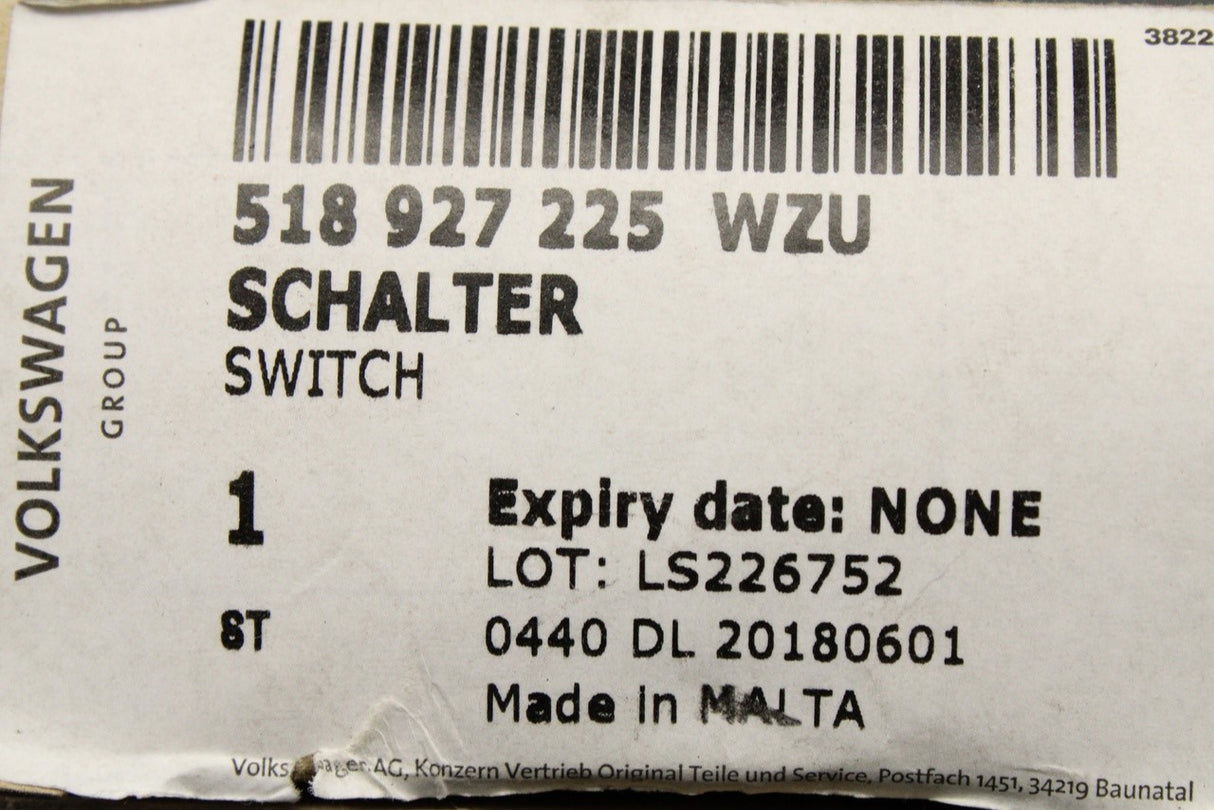 3822
518 927 225 WZU
SCHALTER
SWITCH
VOLKSWAGEN
GROUP
1
Expiry date: NONE
LOT: LS226752
ST
0440 DL 20180601
Made in MALTA
Volkswagen AG, Konzern Vertrieb Original Teile und Service, Postfach 1451, 34219 Baunatal